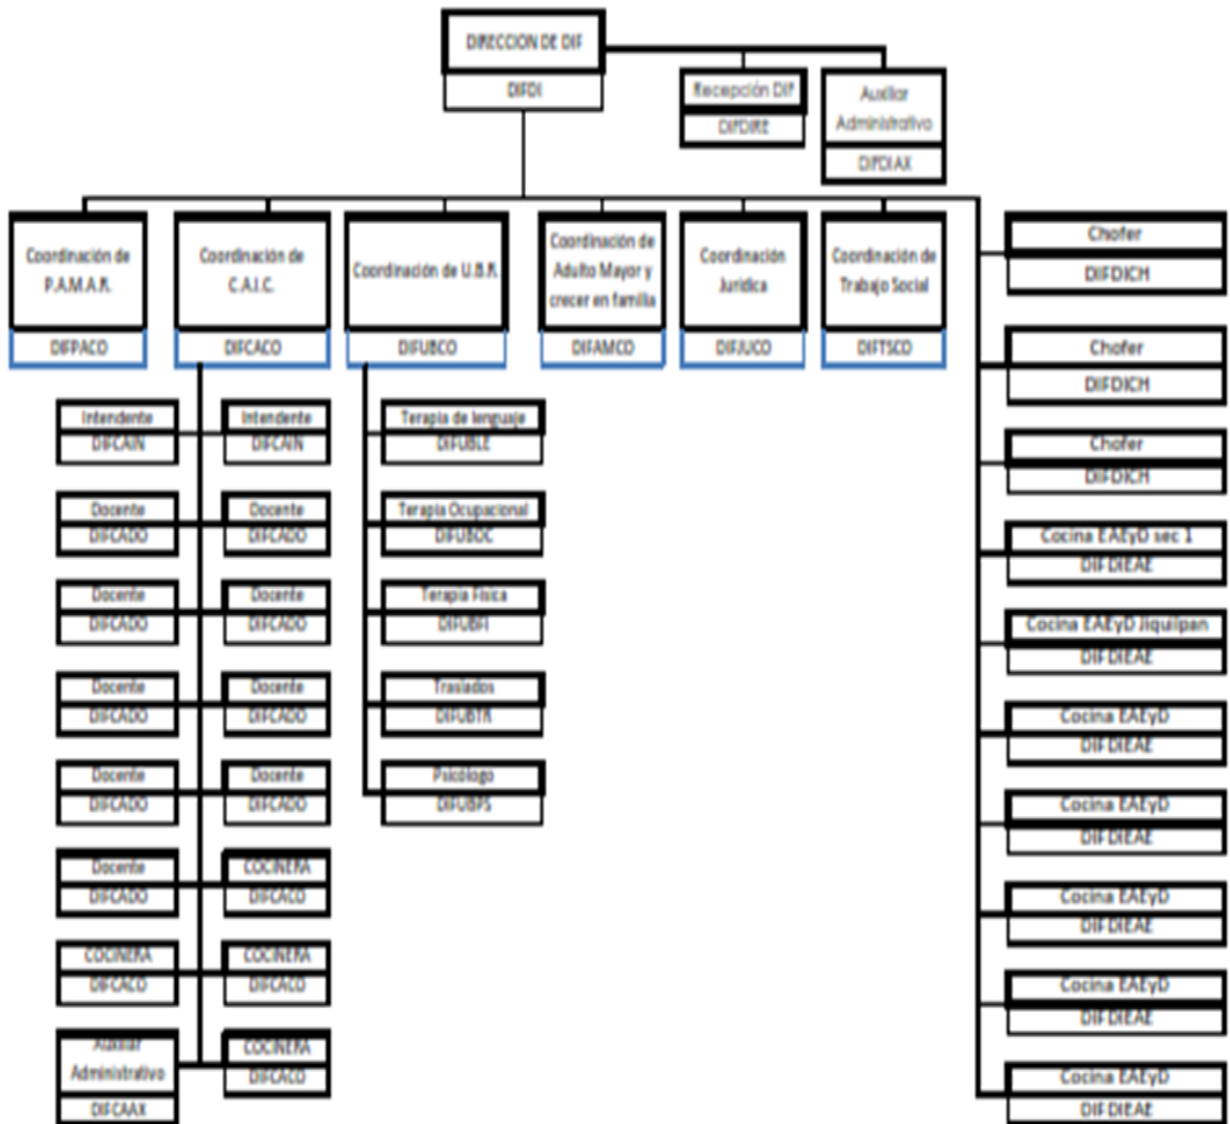 DIRECCION DE DIF
DIFDI
Recepción DIF
DIFDIRE
Auxiliar
Administrativo
DIFDIAX
Coordinación de
P.A.M.A.R.
DIFPACO
Coordinación de
C.A.I.C.
DIFCACO
Coordinación de U.B.R.
DIFUBCO
Coordinación de
Adulto Mayor y
crecer en familia
DIFAMCO
Coordinación
Jurídica
DIFJUCO
Coordinación de
Trabajo Social
DIFTSCO
Intendente
DIFCAIN
Intendente
DIFCAIN
Docente
DIFCADO
Docente
DIFCADO
Docente
DIFCADO
Docente
DIFCADO
Docente
DIFCADO
Docente
DIFCADO
Docente
DIFCADO
Docente
DIFCADO
Docente
DIFCADO
COCINERA
DIFCACO
COCINERA
DIFCACO
COCINERA
DIFCACO
Auxiliar
Administrativo
DIFCAAX
COCINERA
DIFCACO
Terapia de lenguaje
DIFUBLE
Terapia Ocupacional
DIFUBOC
Terapia Física
DIFUBFI
Traslados
DIFUBTR
Psicólogo
DIFUBPS
Chofer
DIFDICH
Chofer
DIFDICH
Chofer
DIFDICH
Cocina EAEyD sec 1
DIFDIEAE
Cocina EAEyD Jiquilpan
DIFDIEAE
Cocina EAEyD
DIFDIEAE
Cocina EAEyD
DIFDIEAE
Cocina EAEyD
DIFDIEAE
Cocina EAEyD
DIFDIEAE
Cocina EAEyD
DIFDIEAE